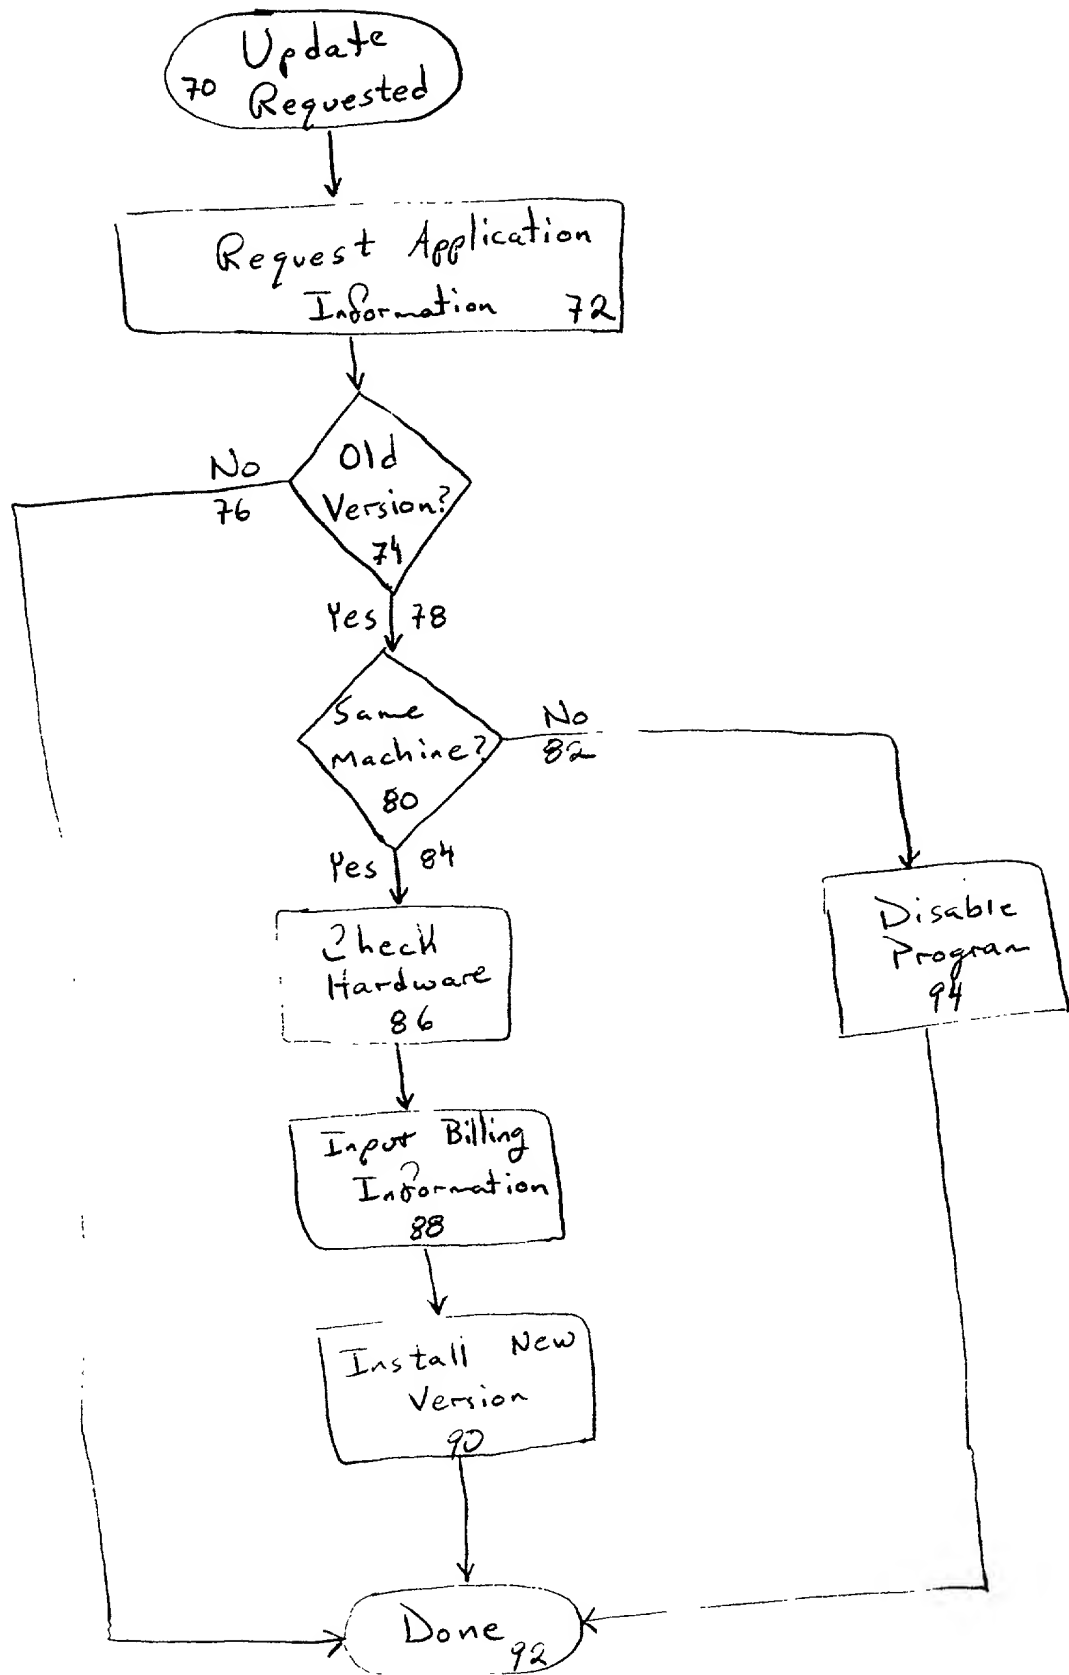 Update
70 Requested
Request Application
Information 72
Old
Version?
74
No
76
Yes 78
Same
Machine?
80
No
82
Yes 84
Check
Hardware
86
Disable
Program
94
Input Billing
Information
88
Install New
Version
90
Done 92